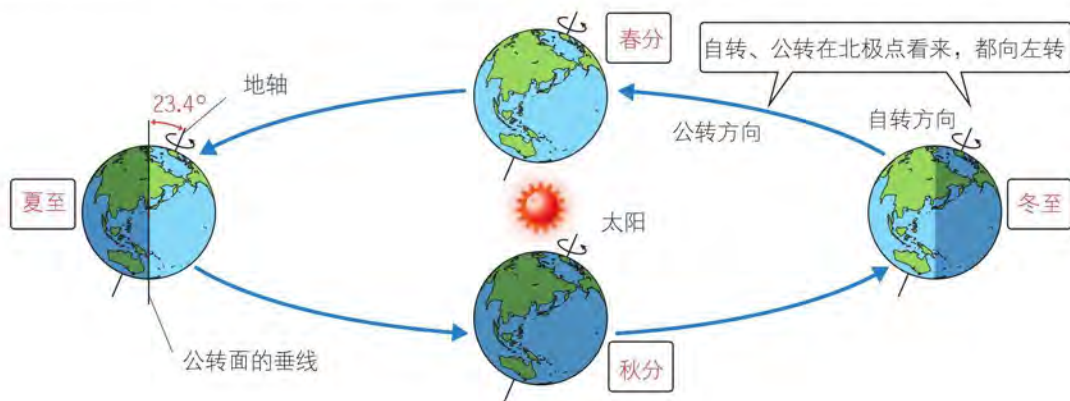 春分
自转、公转在北极点看来，都向左转
23.4°
地轴
公转方向
自转方向
夏至
冬至
太阳
公转面的垂线
秋分